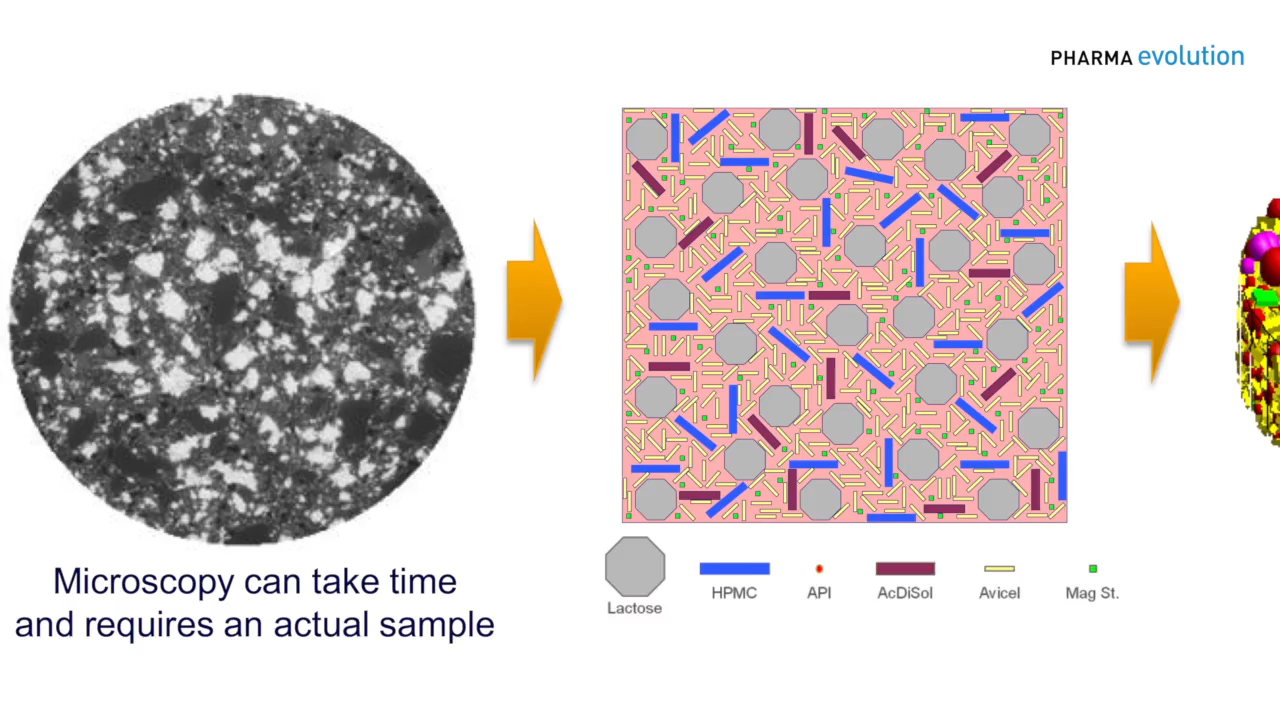 PHARMA evolution
Microscopy can take time
and requires an actual sample
Lactose
HPMC
API
AcDiSol
Avicel
Mag St.